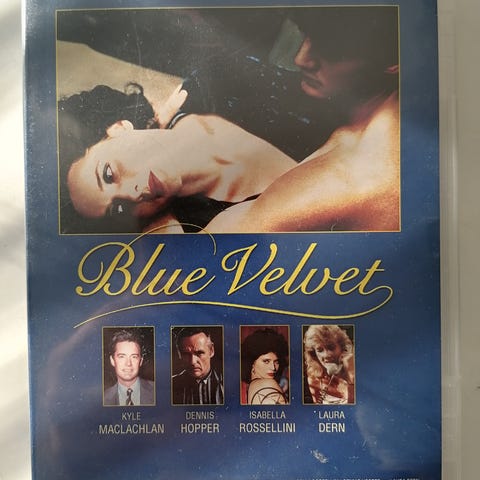 Blue Velvet
KYLE
MACLACHLAN
DENNIS
HOPPER
ISABELLA
ROSSELLINI
LAURA
DERN